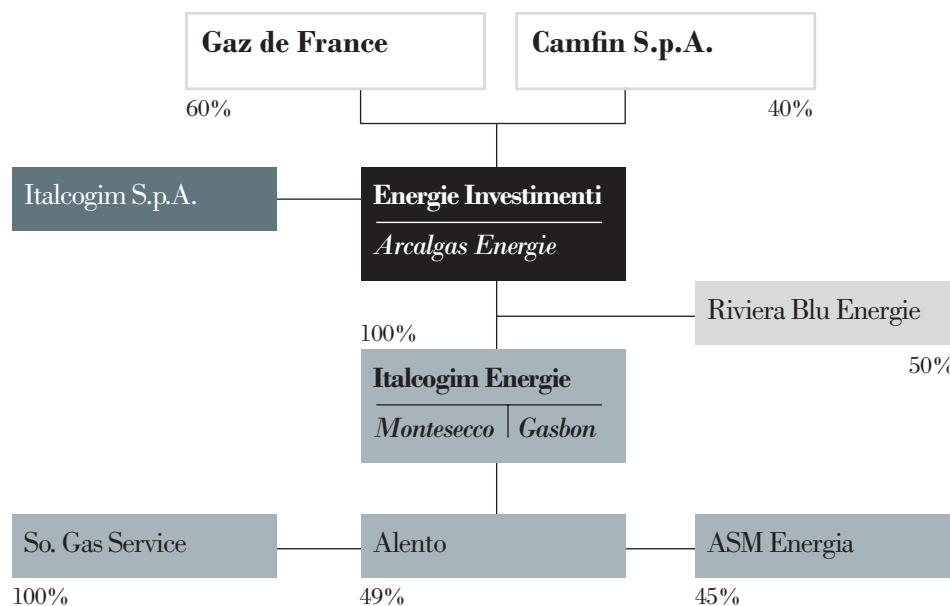 Gaz de France
Camfin S.p.A.
60%
40%
Italcogim S.p.A.
Energie Investimenti
Arcalgas Energie
Riviera Blu Energie
100%
50%
Italcogim Energie
Montesecco | Gasbon
So. Gas Service
Alento
ASM Energia
100%
49%
45%